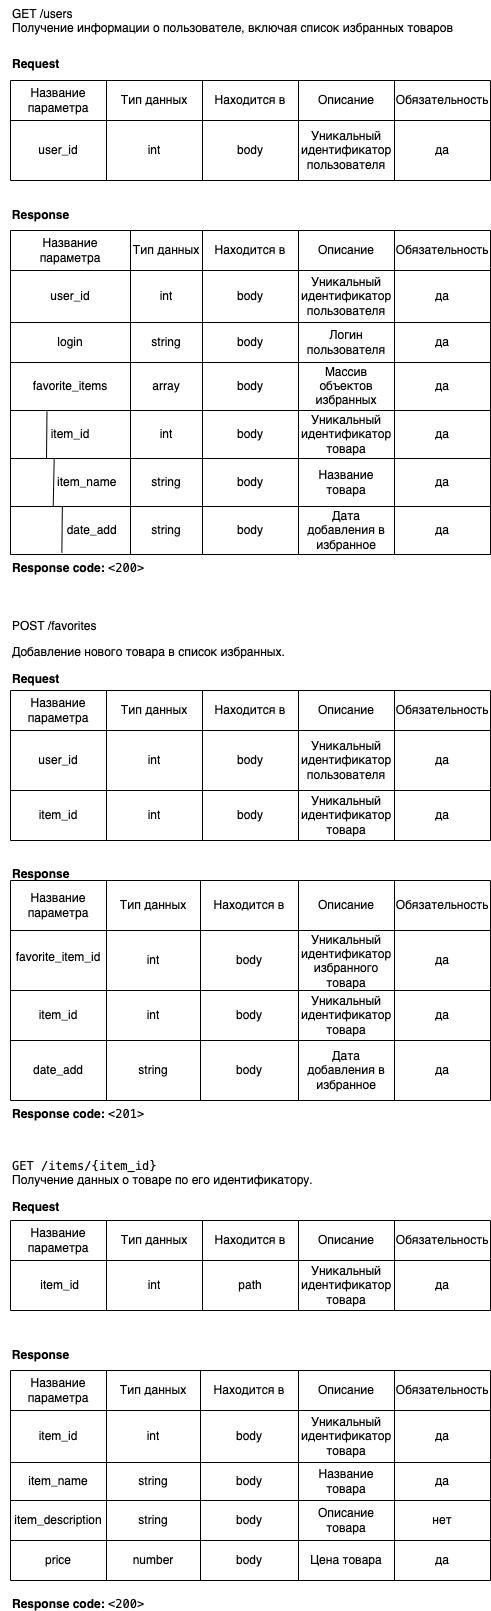 GET /users
Получение информации о пользователе, включая список избранных товаров
Request
Название параметра Тип данных Находится в Описание Обязательность
user_id int body Уникальный идентификатор пользователя да
Response
Название параметра Тип данных Находится в Описание Обязательность
user_id int body Уникальный идентификатор пользователя да
login string body Логин пользователя да
favorite_items array body Массив объектов избранных да
item_id int body Уникальный идентификатор товара да
item_name string body Название товара да
date_add string body Дата добавления в избранное да
Response code: <200>
POST /favorites
Добавление нового товара в список избранных.
Request
Название параметра Тип данных Находится в Описание Обязательность
user_id int body Уникальный идентификатор пользователя да
item_id int body Уникальный идентификатор товара да
Response
Название параметра Тип данных Находится в Описание Обязательность
favorite_item_id int body Уникальный идентификатор избранного товара да
item_id int body Уникальный идентификатор товара да
date_add string body Дата добавления в избранное да
Response code: <201>
GET /items/{item_id}
Получение данных о товаре по его идентификатору.
Request
Название параметра Тип данных Находится в Описание Обязательность
item_id int path Уникальный идентификатор товара да
Response
Название параметра Тип данных Находится в Описание Обязательность
item_id int body Уникальный идентификатор товара да
item_name string body Название товара да
item_description string body Описание товара нет
price number body Цена товара да
Response code: <200>